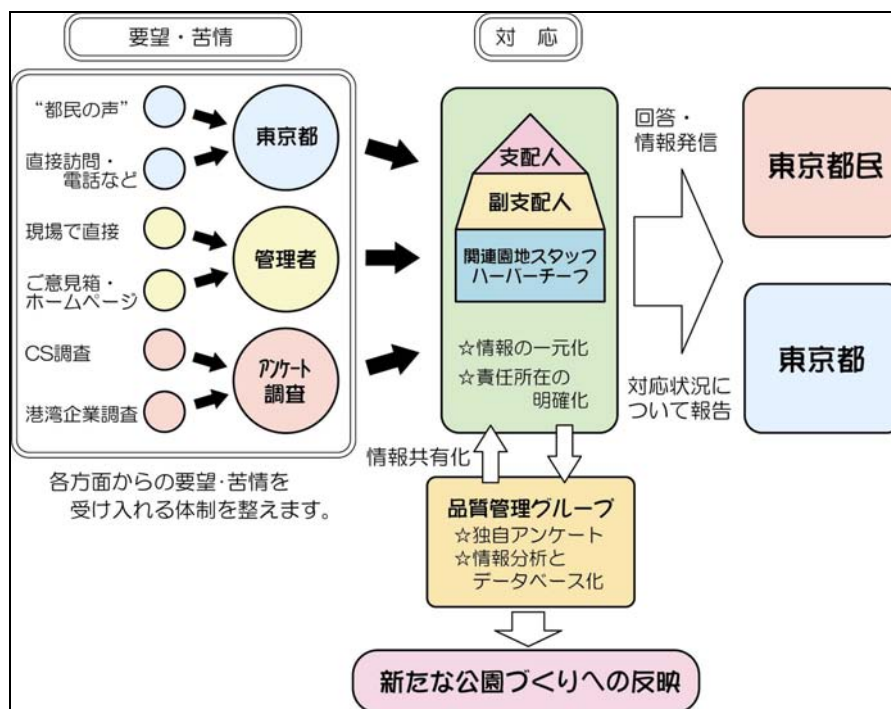 要望・苦情
対 応
“都民の声”
直接訪問・
電話など
東京都
現場で直接
ご意見箱・
ホームページ
管理者
CS調査
港湾企業調査
アンケート
調査
各方面からの要望・苦情を
受け入れる体制を整えます。
支配人
副支配人
関連園地スタッフ
ハーバーチーフ
☆情報の一元化
☆責任所在の
明確化
情報共有化
品質管理グループ
☆独自アンケート
☆情報分析と
データベース化
新たな公園づくりへの反映
回答・
情報発信
東京都民
東京都
対応状況に
ついて報告